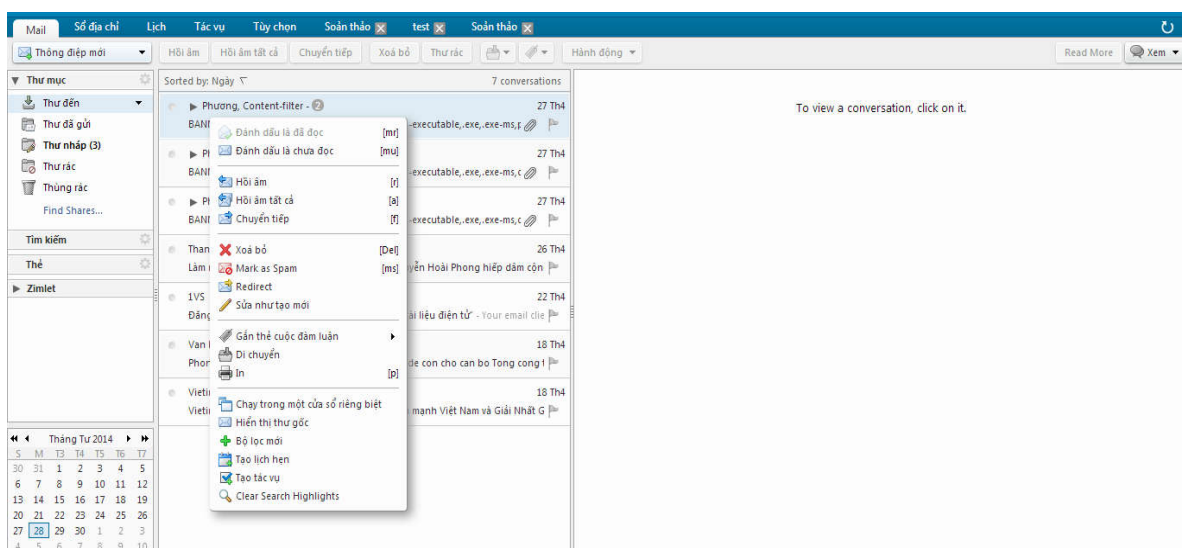 Mail Sổ địa chỉ Lịch Tác vụ Tùy chọn Soản thảo test Soản thảo
Thông điệp mới Hồi âm Hồi âm tất cả Chuyển tiếp Xoá bỏ Thư rác Hành động Read More Xem
Thư mục
Thư đến
Thư đã gửi
Thư nháp (3)
Thư rác
Thùng rác
Find Shares...
Tìm kiếm
Thẻ
Zimlet
Tháng Tư 2014
S M T3 T4 T5 T6 T7
30 31 1 2 3 4 5
6 7 8 9 10 11 12
13 14 15 16 17 18 19
20 21 22 23 24 25 26
27 28 29 30 1 2 3
4 5 6 7 8 9 10
Sorted by: Ngày 7 conversations
Phương, Content-filter - 2 27 Th4
-executable,.exe,.exe-ms,
27 Th4
-executable,.exe,.exe-ms,
27 Th4
-executable,.exe,.exe-ms,
Than 26 Th4
Làm yễn Hoài Phong hiếp dâm cộn
1VS 22 Th4
Đăng ài liệu điện tử" - Your email clie
Van 18 Th4
Phon de con cho can bo Tong cong t
Vieti 18 Th4
Vieti mạnh Việt Nam và Giải Nhất G
Đánh dấu là đã đọc [mr]
Đánh dấu là chưa đọc [mu]
Hồi âm [r]
Hồi âm tất cả [a]
Chuyển tiếp [f]
Xoá bỏ [Del]
Mark as Spam [ms]
Redirect
Sửa như tạo mới
Gắn thẻ cuộc đàm luận
Di chuyển
In [p]
Chạy trong một cửa sổ riêng biệt
Hiển thị thư gốc
Bộ lọc mới
Tạo lịch hẹn
Tạo tác vụ
Clear Search Highlights
To view a conversation, click on it.